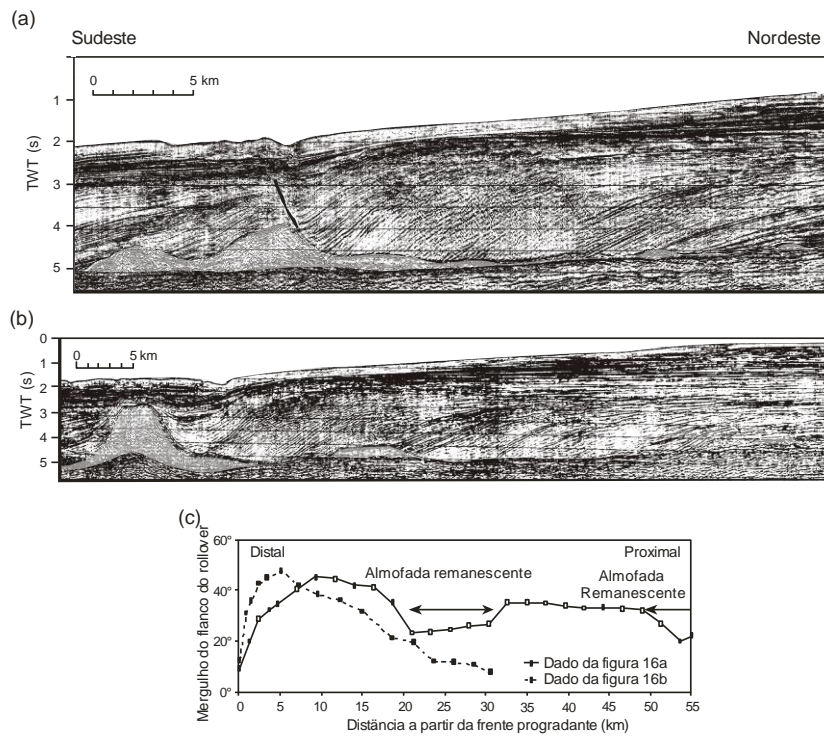 (a)
Sudeste Nordeste
0 5 km
TWT (s)
1
2
3
4
5
(b)
0 5 km
TWT (s)
0
1
2
3
4
5
(c)
Mergulho do flanco do rollover
60°
40°
20°
0°
Distal Proximal
Almofada remanescente
Almofada
Remanescente
Dado da figura 16a
Dado da figura 16b
0 5 10 15 20 25 30 35 40 45 50 55
Distância a partir da frente progradante (km)